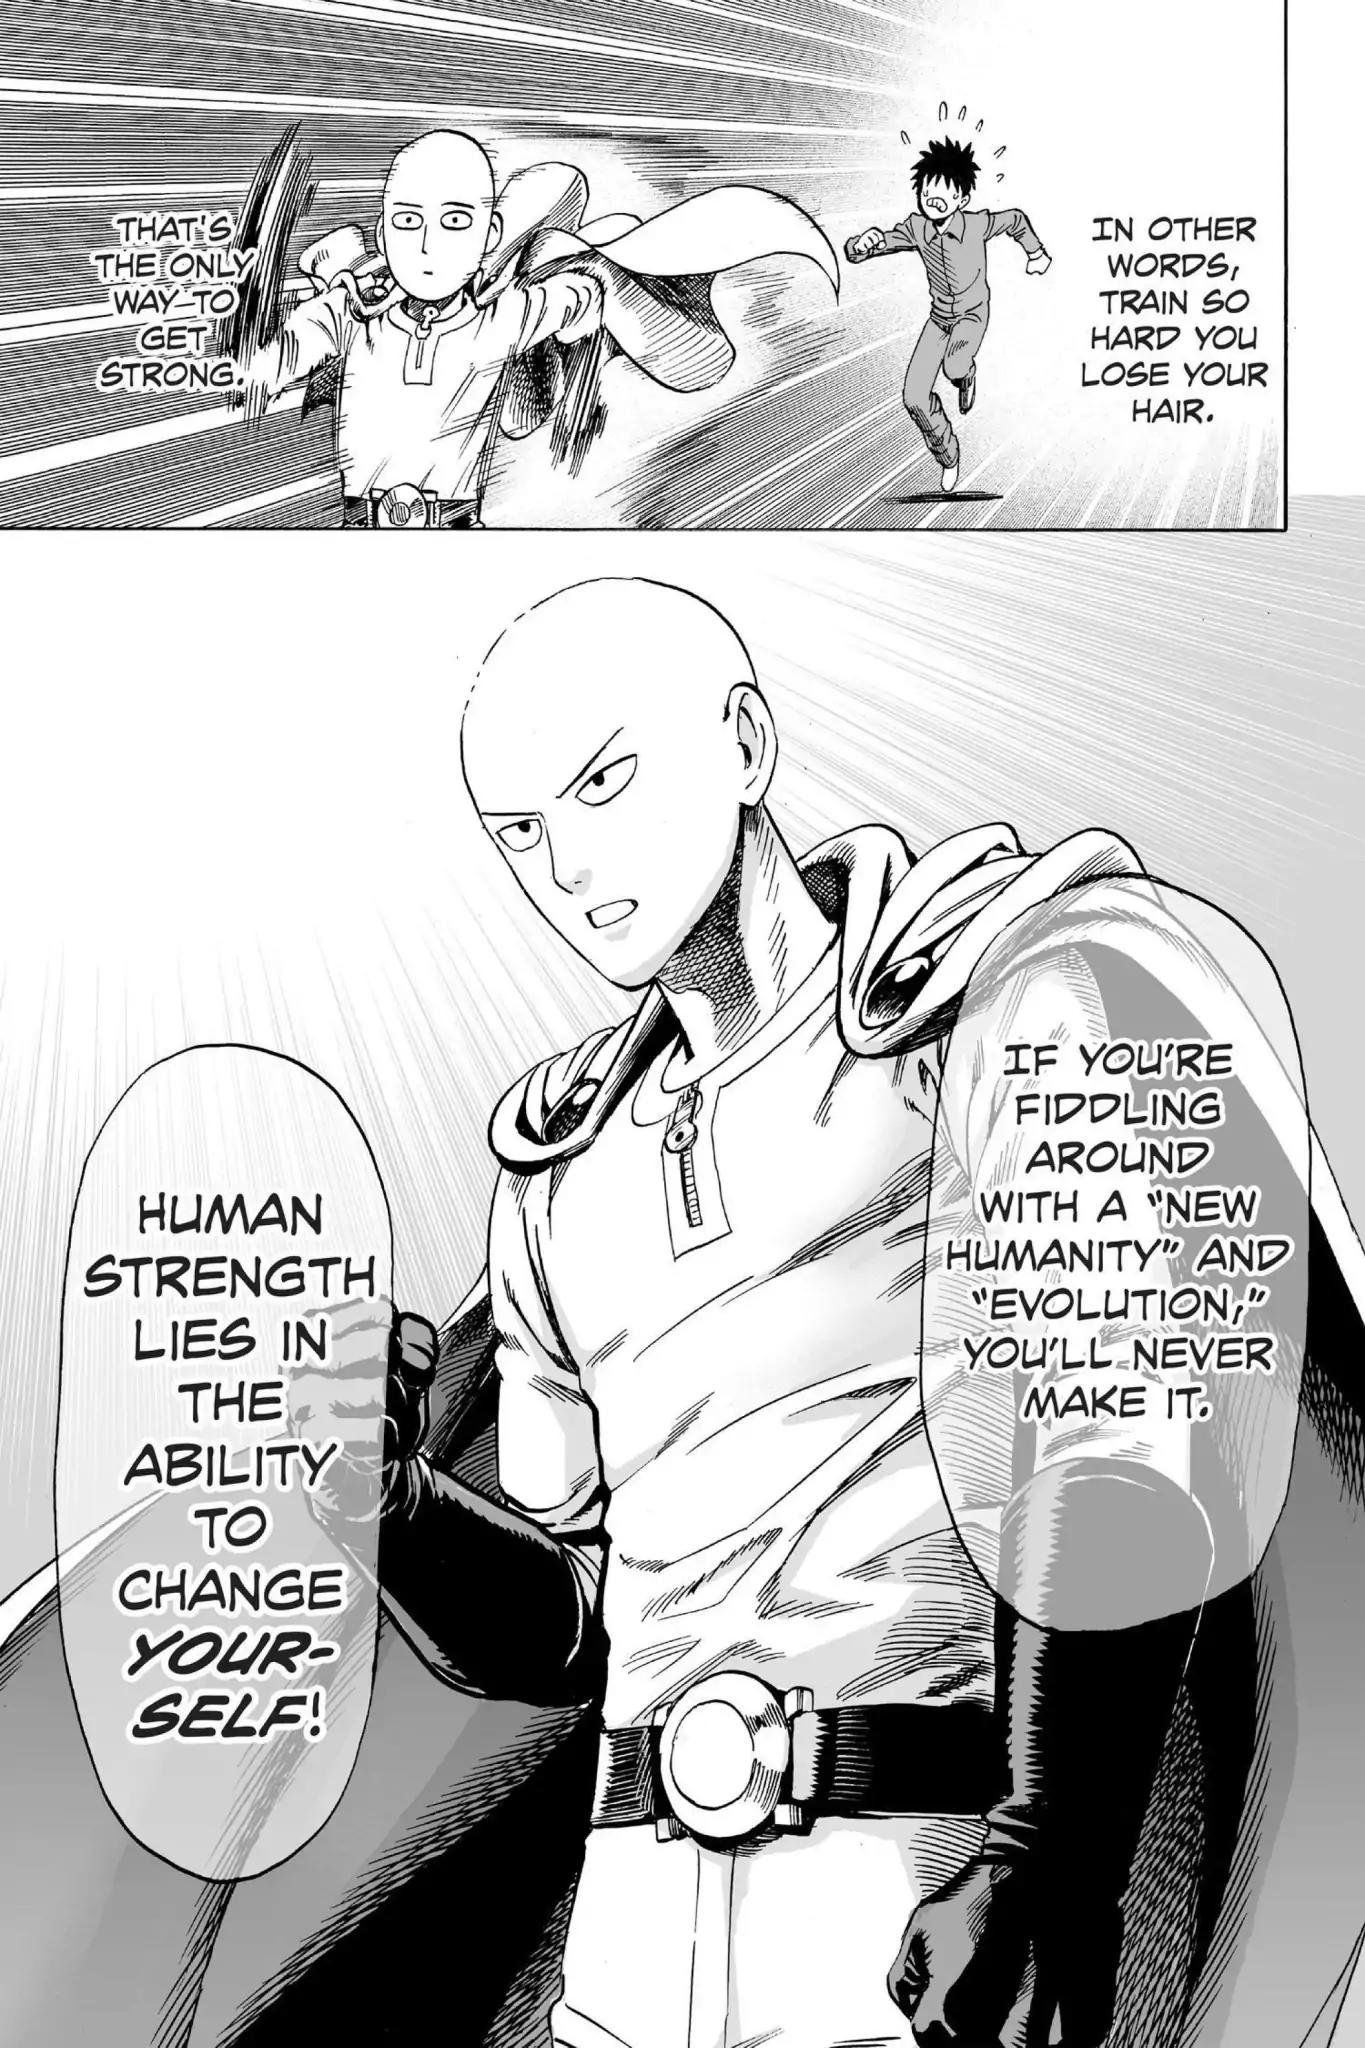 IN OTHER
WORDS,
TRAIN SO
HARD YOU
LOSE YOUR
HAIR.
THAT'S
THE ONLY
WAY TO
GET
STRONG.
IF YOU'RE
FIDDLING
AROUND
WITH A "NEW
HUMANITY" AND
"EVOLUTION,"
YOU'LL NEVER
MAKE IT.
HUMAN
STRENGTH
LIES IN
THE
ABILITY
TO
CHANGE
YOUR-
SELF!